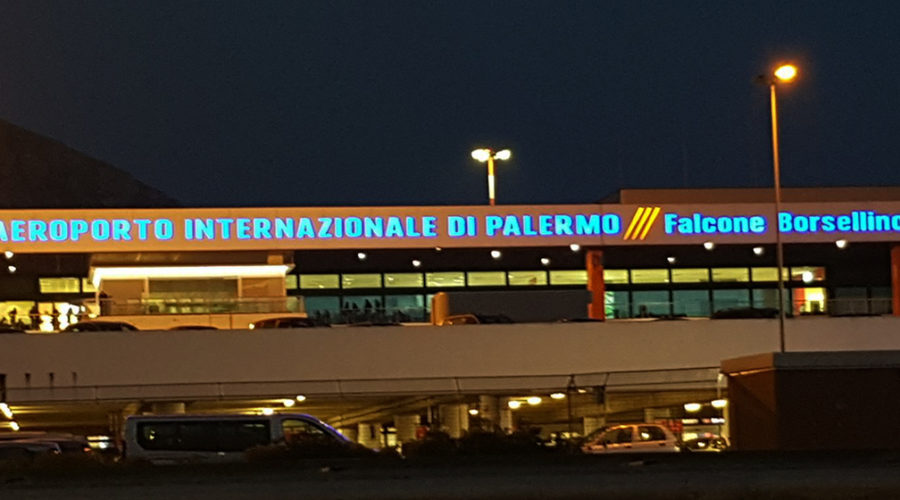 AEROPORTO INTERNAZIONALE DI PALERMO /// Falcone Borsellino